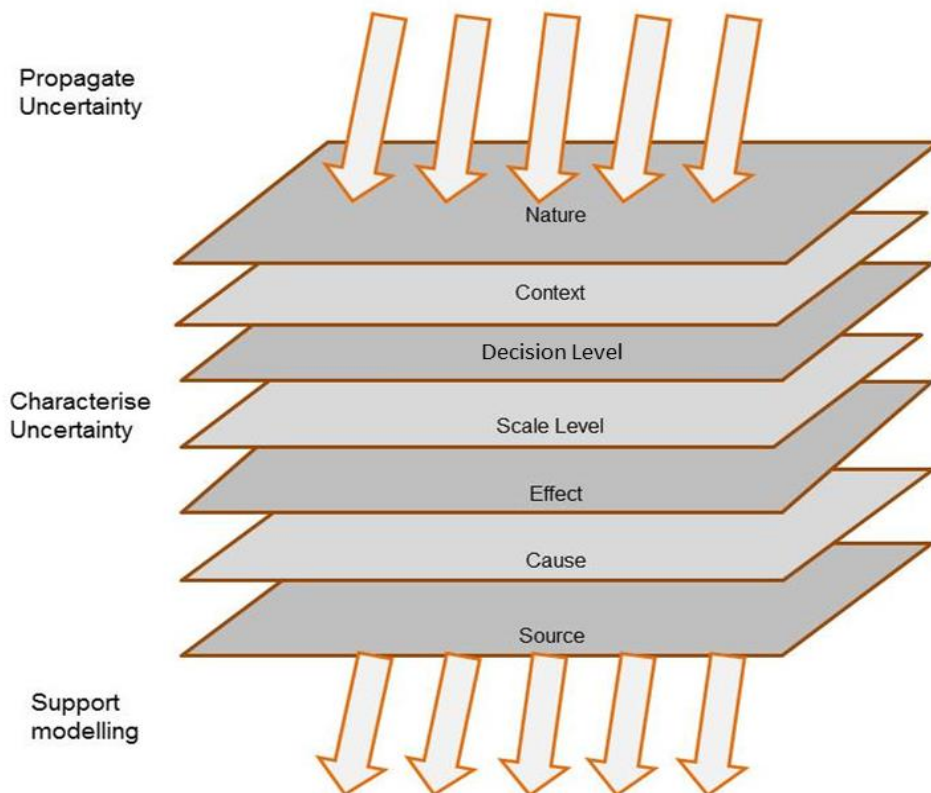 Propagate
Uncertainty
Nature
Context
Decision Level
Characterise
Uncertainty
Scale Level
Effect
Cause
Source
Support
modelling